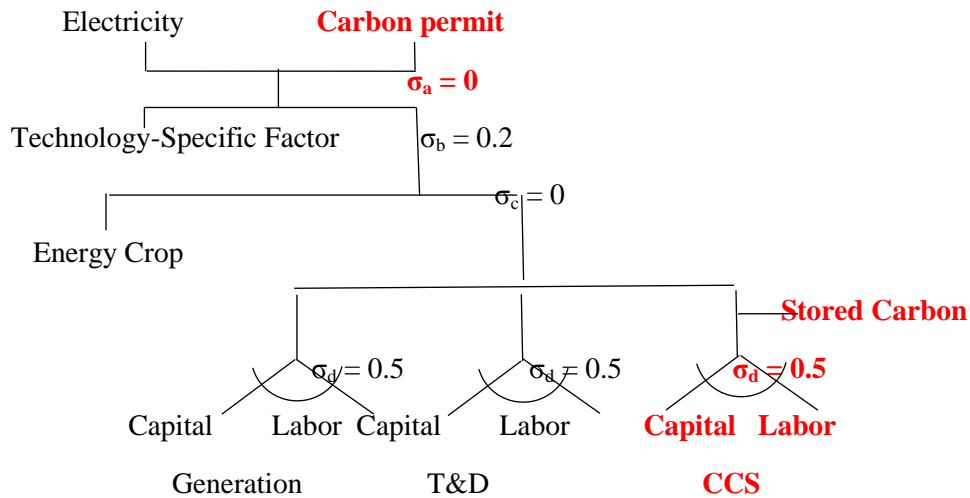 Electricity Carbon permit
σa = 0
Technology-Specific Factor σb = 0.2
σc = 0
Energy Crop
Stored Carbon
σd = 0.5 σd = 0.5 σd = 0.5
Capital Labor Capital Labor Capital Labor
Generation T&D CCS